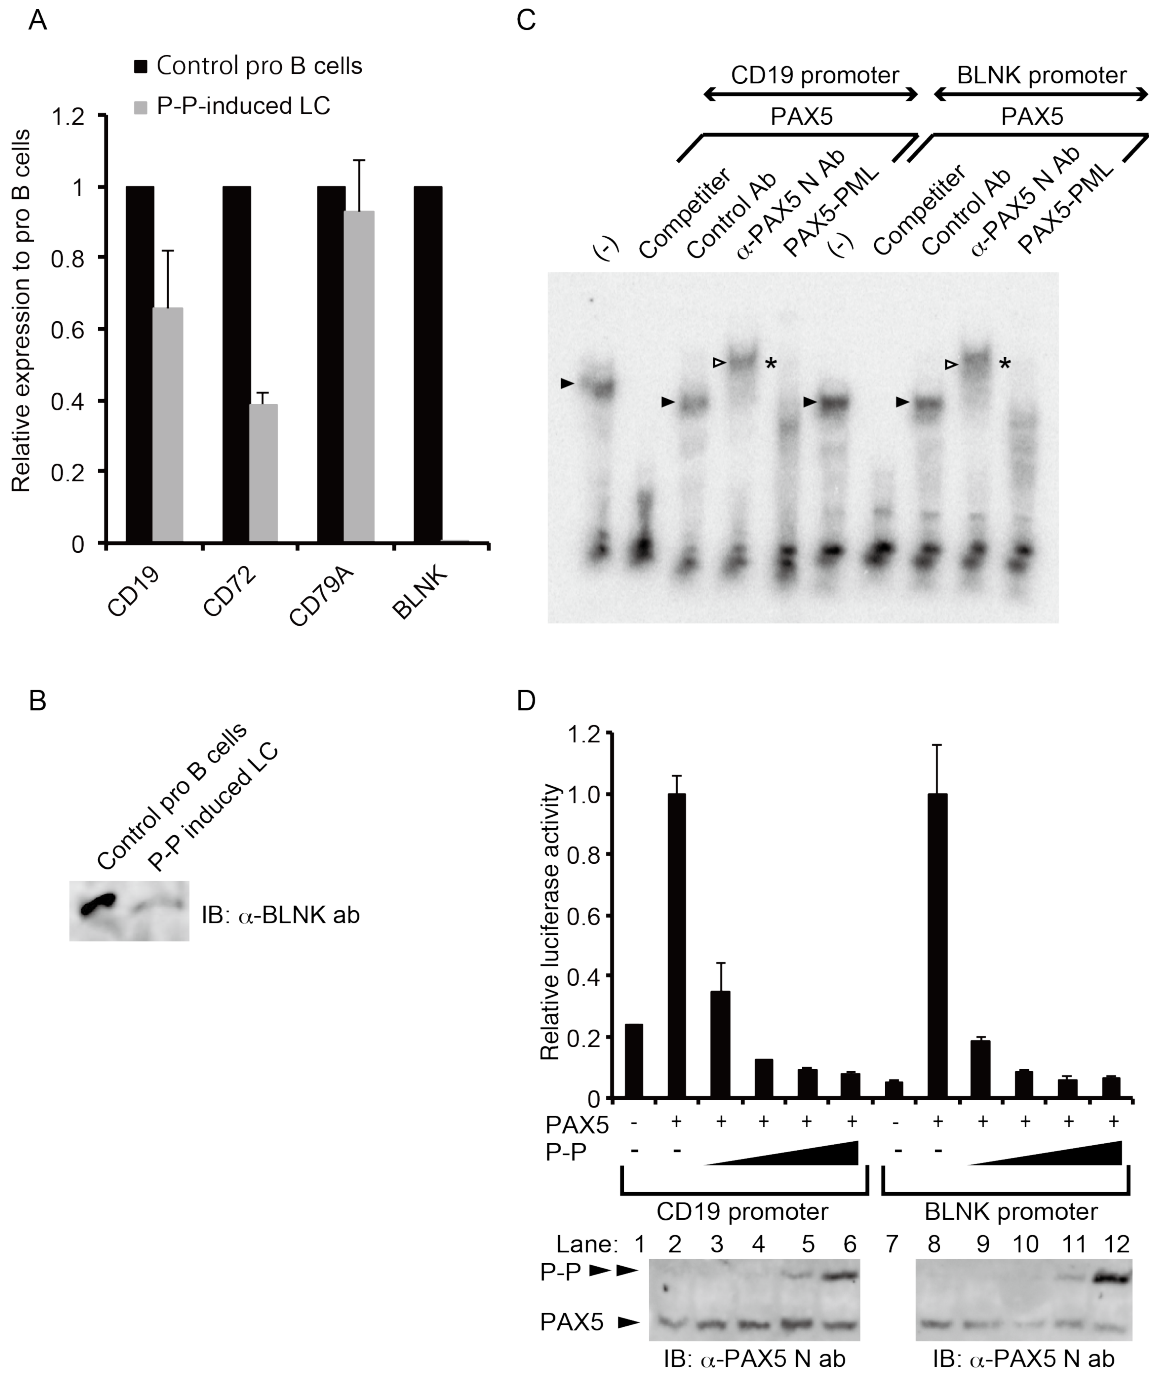 A
Control pro B cells
P-P-induced LC
Relative expression to pro B cells
1.2
1
0.8
0.6
0.4
0.2
0
CD19
CD72
CD79A
BLNK
C
CD19 promoter
BLNK promoter
PAX5
PAX5
(-)
Competiter
Control Ab
α-PAX5 N Ab
PAX5-PML
(-)
Competiter
Control Ab
α-PAX5 N Ab
PAX5-PML
*
*
B
Control pro B cells
P-P induced LC
IB: α-BLNK ab
D
Relative luciferase activity
1.2
1.0
0.8
0.6
0.4
0.2
0
PAX5 - + + + + + - + + + + +
P-P - - - -
CD19 promoter
BLNK promoter
Lane: 1 2 3 4 5 6 7 8 9 10 11 12
P-P
PAX5
IB: α-PAX5 N ab
IB: α-PAX5 N ab